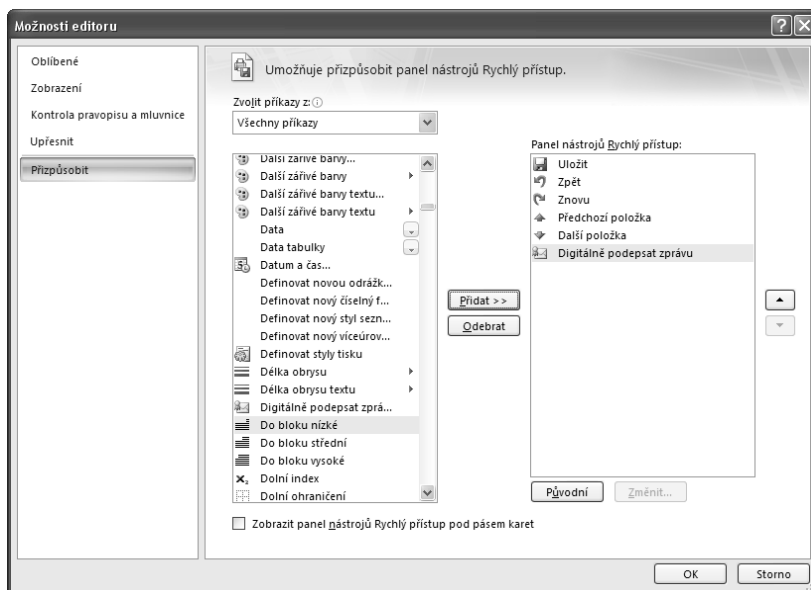 Možnosti editoru
Oblíbené
Zobrazení
Kontrola pravopisu a mluvnice
Upřesnit
Přizpůsobit
Umožňuje přizpůsobit panel nástrojů Rychlý přístup.
Zvolit příkazy z:
Všechny příkazy
Další zářivé barvy...
Další zářivé barvy
Další zářivé barvy textu...
Další zářivé barvy textu
Data
Data tabulky
Datum a čas...
Definovat novou odrážk...
Definovat nový číselný f...
Definovat nový styl sezn...
Definovat nový víceúrov...
Definovat styly tisku
Délka obrysu
Délka obrysu textu
Digitálně podepsat zprá...
Do bloku nízké
Do bloku střední
Do bloku vysoké
Dolní index
Dolní ohraničení
Přidat >>
Odebrat
Panel nástrojů Rychlý přístup:
Uložit
Zpět
Znovu
Předchozí položka
Další položka
Digitálně podepsat zprávu
Původní
Změnit...
Zobrazit panel nástrojů Rychlý přístup pod pásem karet
OK
Storno